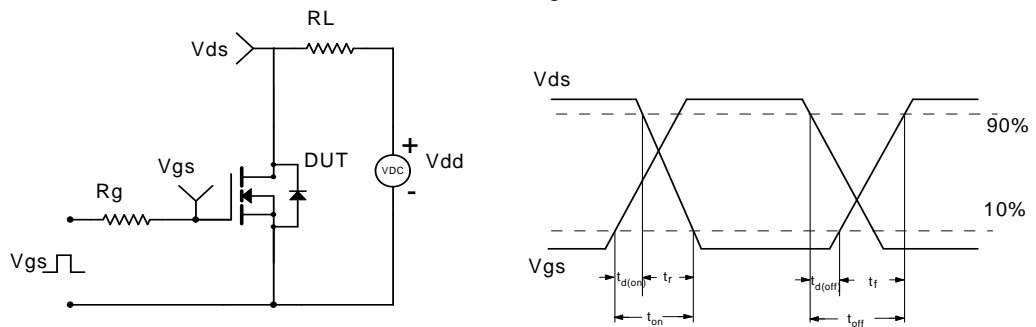 RL
Vds
Vgs
Rg
DUT
+
VDC
Vdd
-
Vgs
Vds
90%
10%
Vgs
td(on)
tr
ton
td(off)
tf
toff